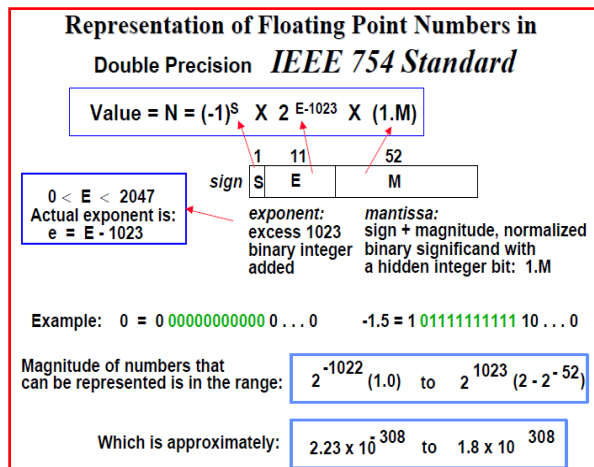 Representation of Floating Point Numbers in
Double Precision IEEE 754 Standard
Value = N = (-1)^S X 2^E-1023 X (1.M)
1 11 52
sign S E M
0 < E < 2047
Actual exponent is:
e = E - 1023
exponent:
excess 1023
binary integer
added
mantissa:
sign + magnitude, normalized
binary significand with
a hidden integer bit: 1.M
Example: 0 = 0 00000000000 0 . . . 0 -1.5 = 1 01111111111 10 . . . 0
Magnitude of numbers that
can be represented is in the range:
2^-1022 (1.0) to 2^1023 (2 - 2^-52)
Which is approximately: 2.23 x 10^-308 to 1.8 x 10^308